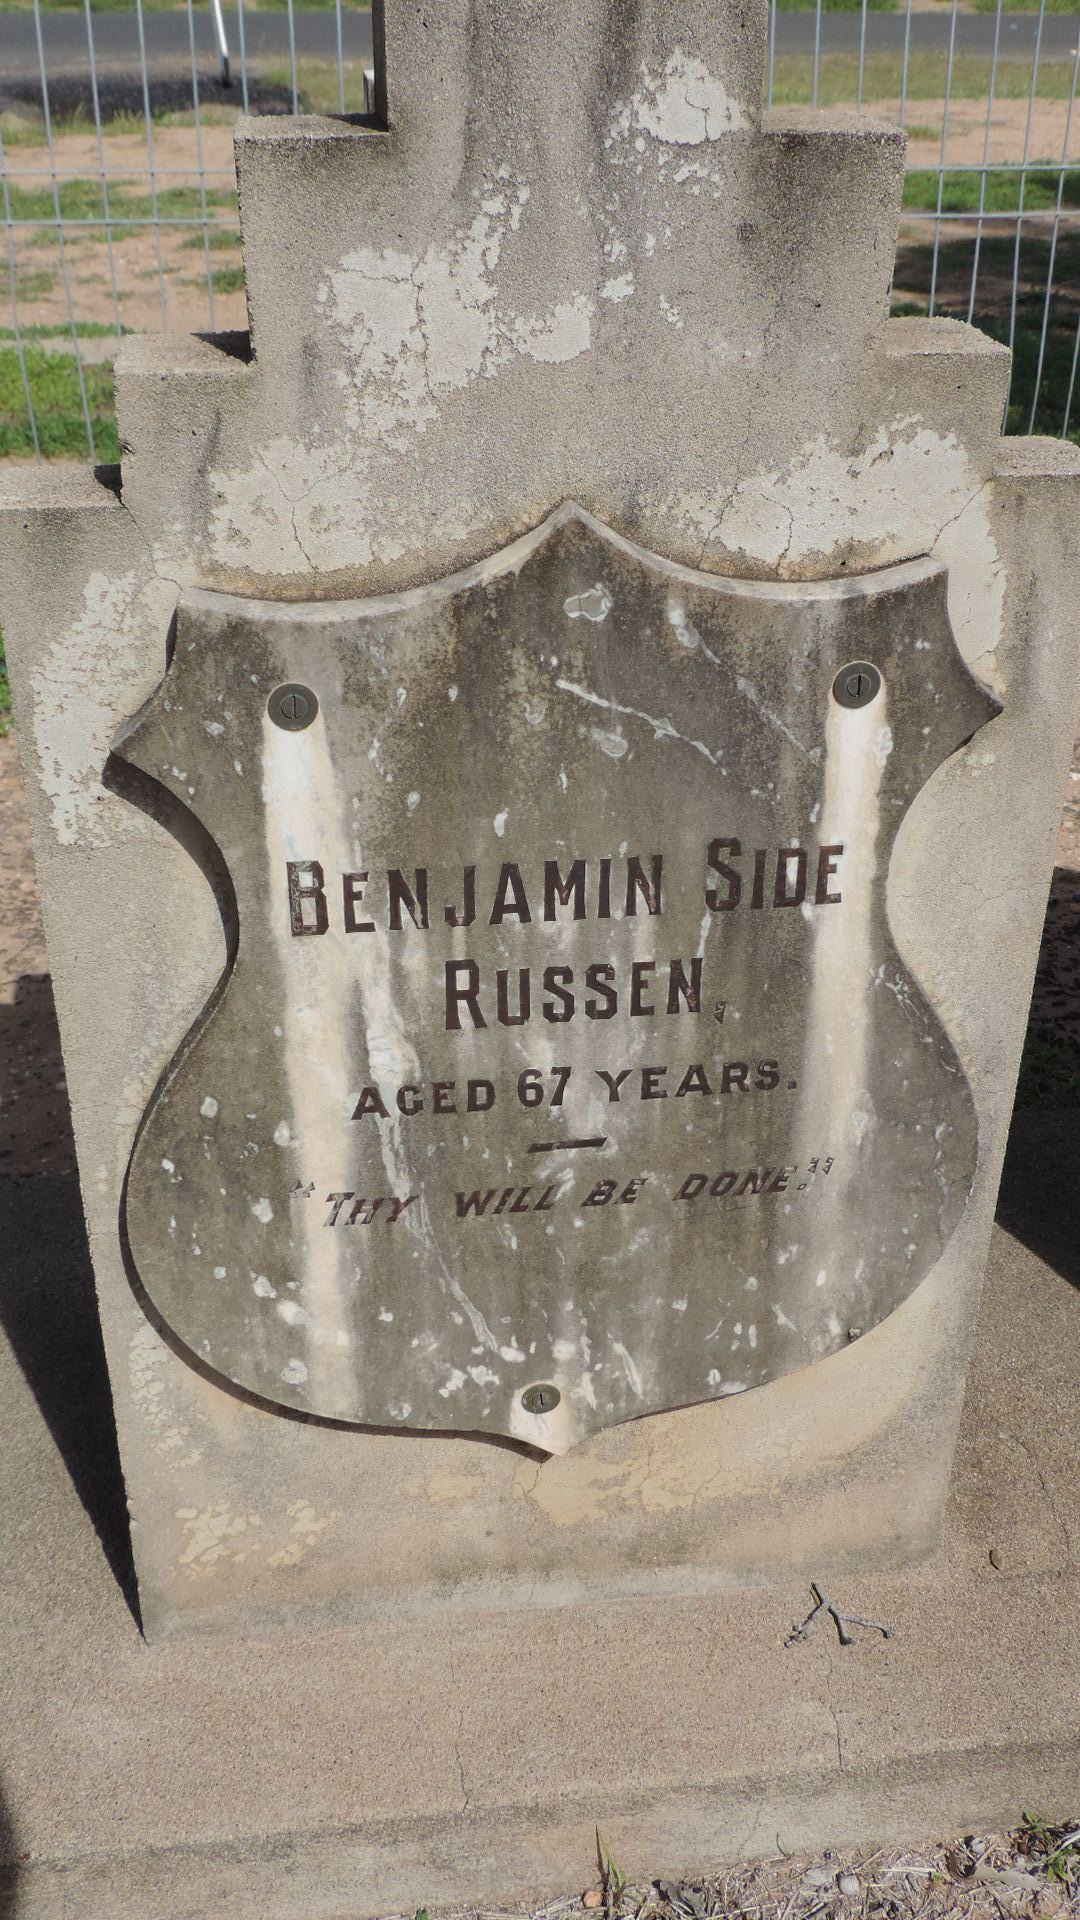 BENJAMIN SIDE
RUSSEN,
AGED 67 YEARS.
"THY WILL BE DONE."